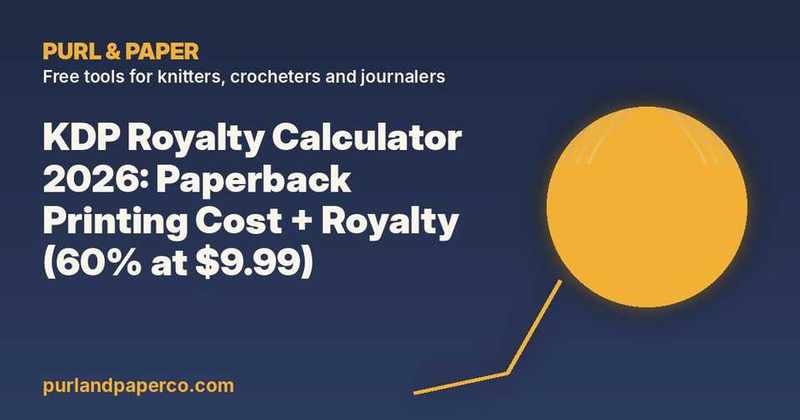 PURL & PAPER
Free tools for knitters, crocheters and journalers
KDP Royalty Calculator
2026: Paperback
Printing Cost + Royalty
(60% at $9.99)
purlandpaperco.com